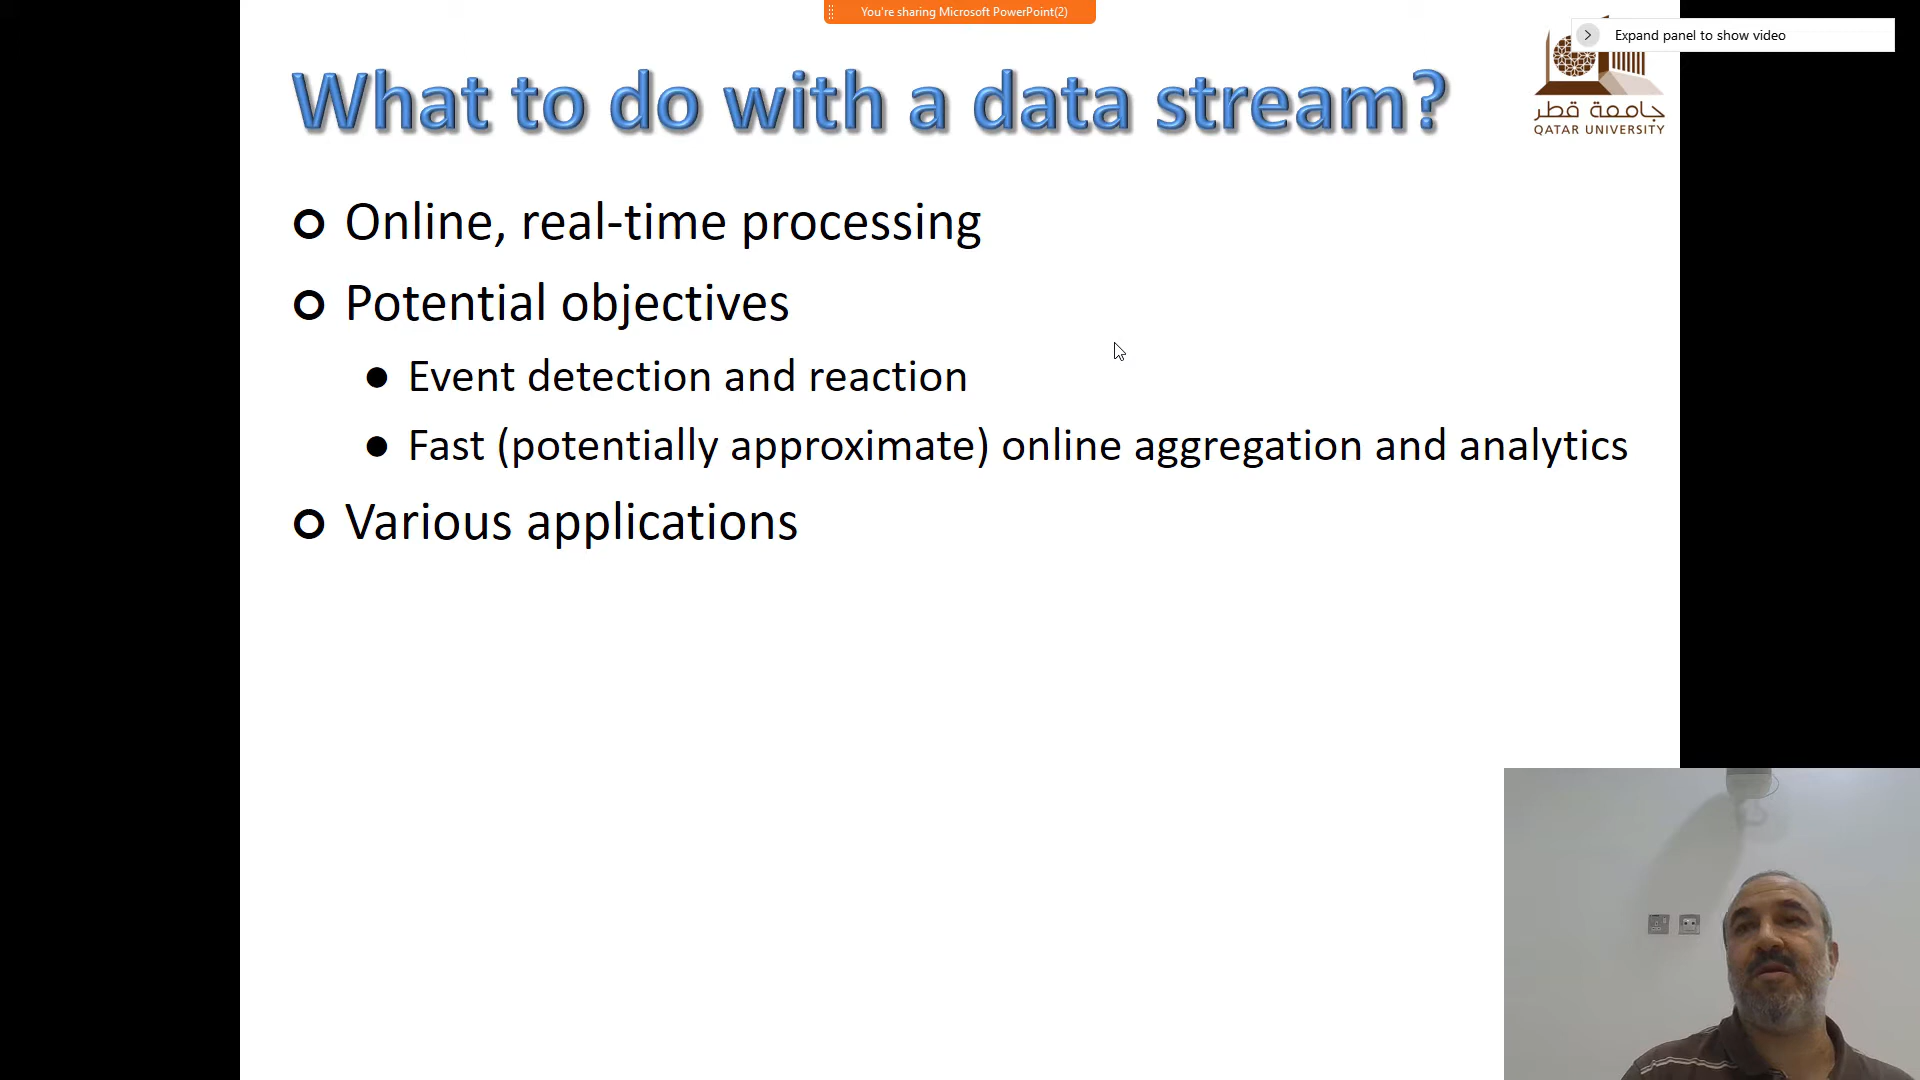 You're sharing Microsoft PowerPoint(2)
Expand panel to show video
What to do with a data stream?
جامعة قطر
QATAR UNIVERSITY
Online, real-time processing
Potential objectives
Event detection and reaction
Fast (potentially approximate) online aggregation and analytics
Various applications